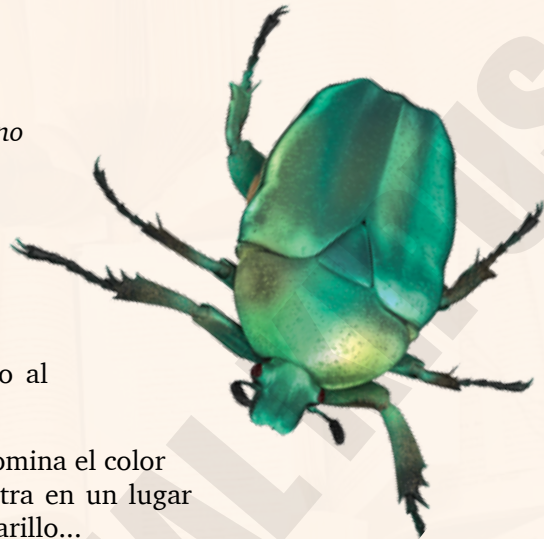 no
o al
omina el color
tra en un lugar
arillo...